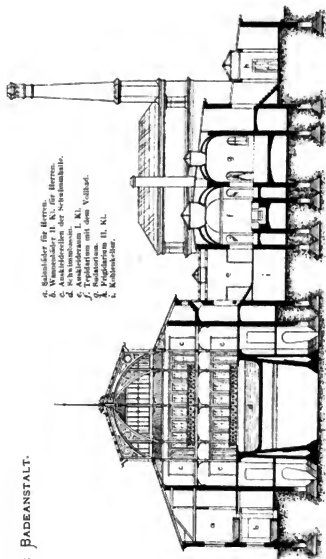 BADEANSTALT.
a. Salonbäder für Herren.
b. Wannenbäder II. Kl. für Herren.
c. Auskleidezellen der Schwimmhalle.
d. Schwimmbassin.
e. Auskleideraum I. Kl.
f. Tepidarium mit dem Vollbad.
g. Sudatorium.
h. Frigidarium II. Kl.
i. Kohlenkeller.
c c
c c
c c
a
b
d
e
f
g
h
i